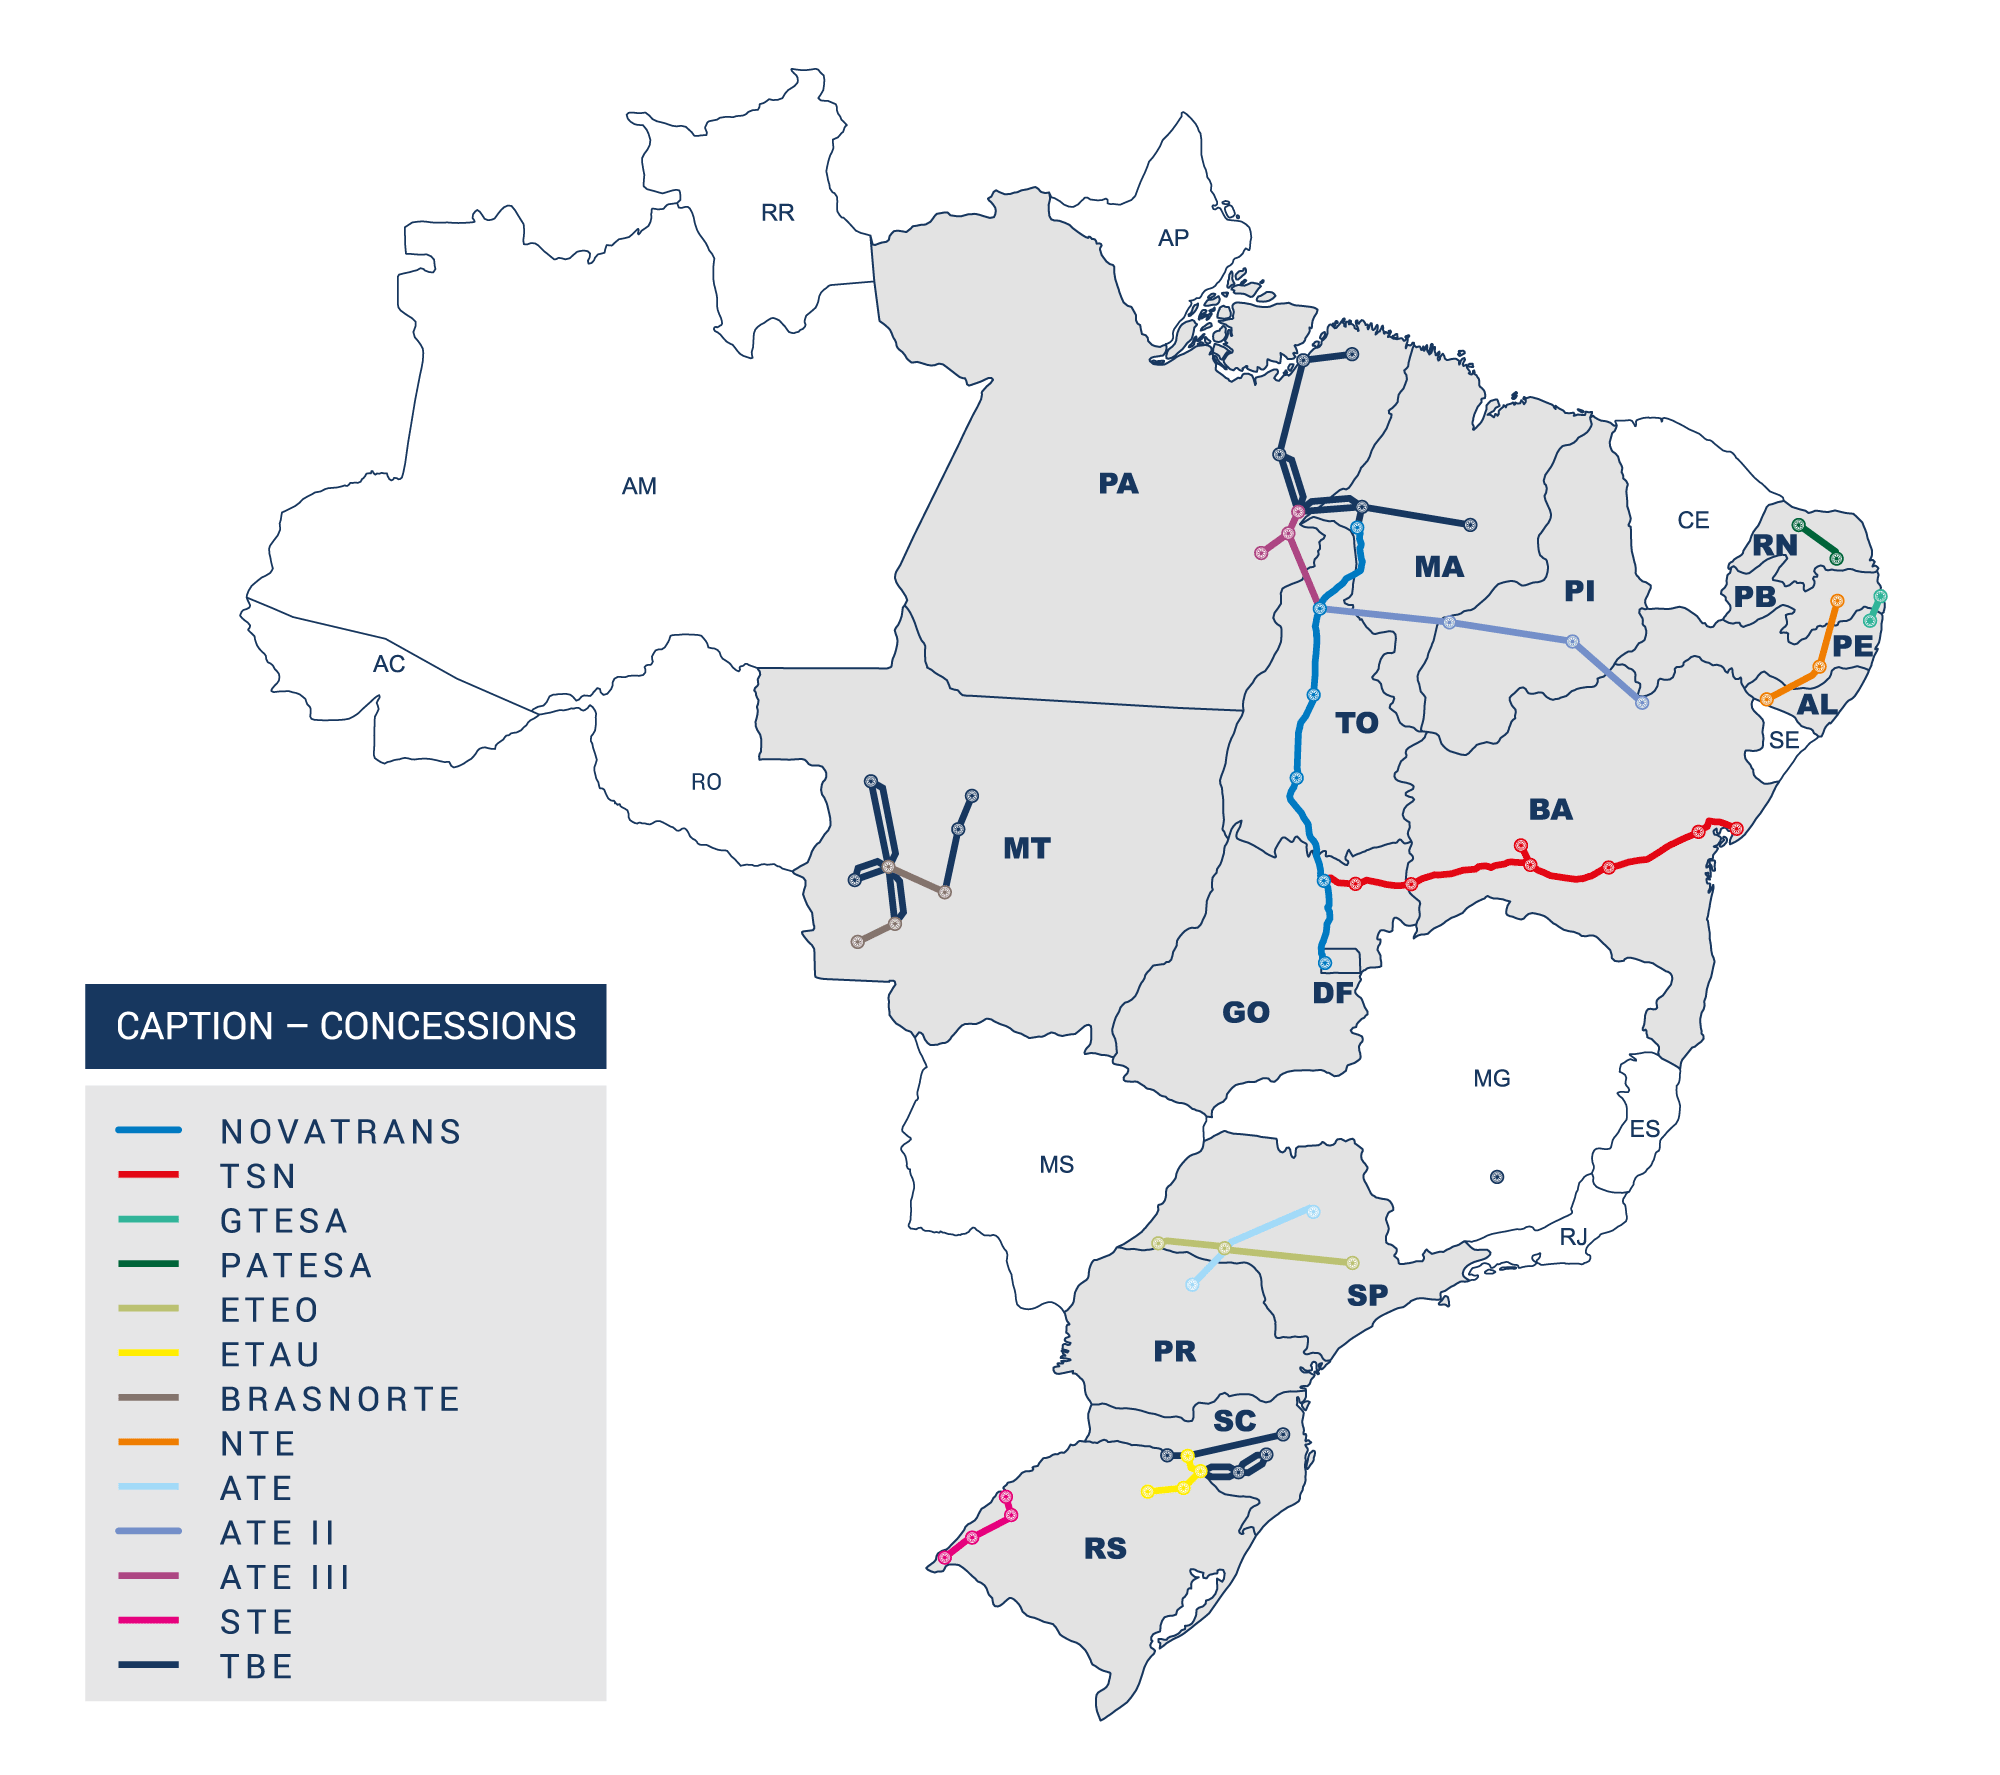 RR
AP
AM
PA
CE
RN
MA
PI
PB
PE
AC
AL
TO
SE
RO
BA
MT
DF
GO
MG
ES
MS
RJ
SP
PR
SC
RS
CAPTION – CONCESSIONS
NOVATRANS
TSN
GTESA
PATESA
ETEO
ETAU
BRASNORTE
NTE
ATE
ATE II
ATE III
STE
TBE